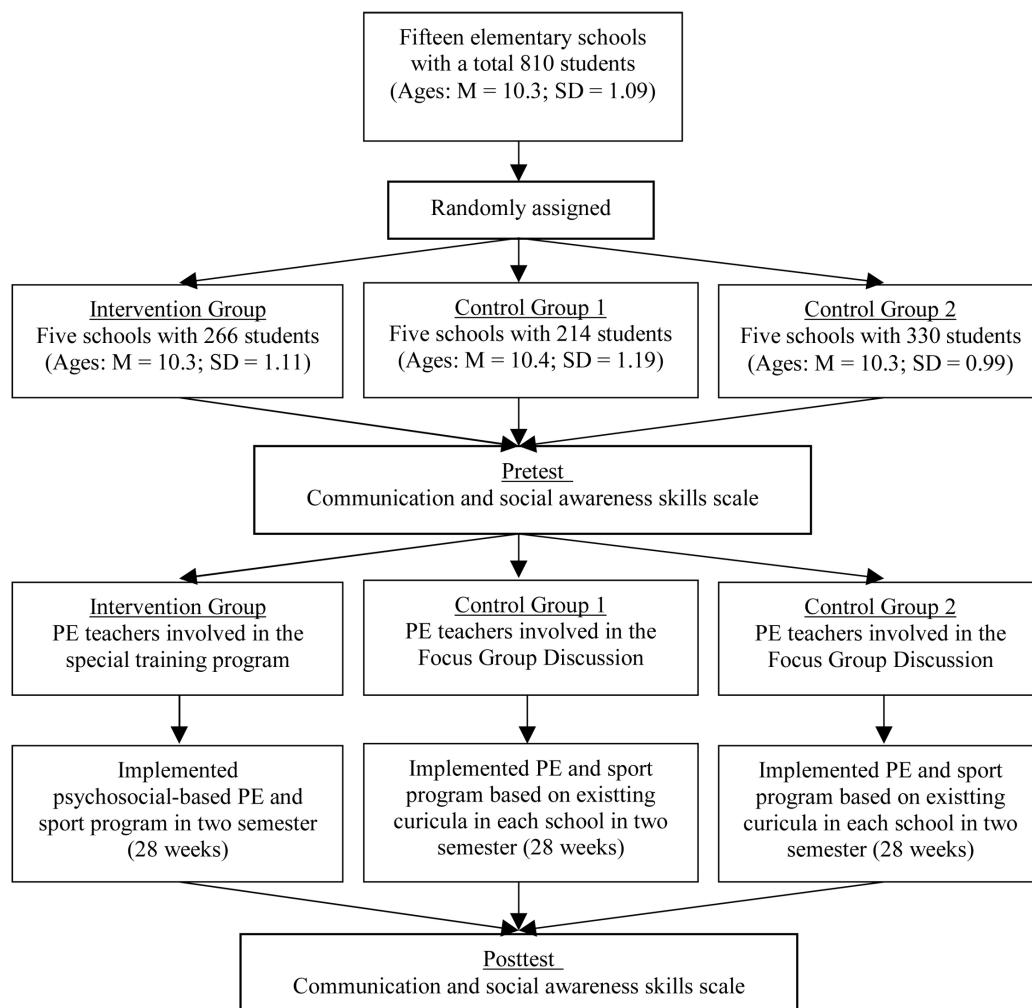 Fifteen elementary schools
with a total 810 students
(Ages: M = 10.3; SD = 1.09)
Randomly assigned
Intervention Group
Five schools with 266 students
(Ages: M = 10.3; SD = 1.11)
Control Group 1
Five schools with 214 students
(Ages: M = 10.4; SD = 1.19)
Control Group 2
Five schools with 330 students
(Ages: M = 10.3; SD = 0.99)
Pretest
Communication and social awareness skills scale
Intervention Group
PE teachers involved in the
special training program
Control Group 1
PE teachers involved in the
Focus Group Discussion
Control Group 2
PE teachers involved in the
Focus Group Discussion
Implemented
psychosocial-based PE and
sport program in two semester
(28 weeks)
Implemented PE and sport
program based on existting
curicula in each school in two
semester (28 weeks)
Implemented PE and sport
program based on existting
curicula in each school in two
semester (28 weeks)
Posttest
Communication and social awareness skills scale